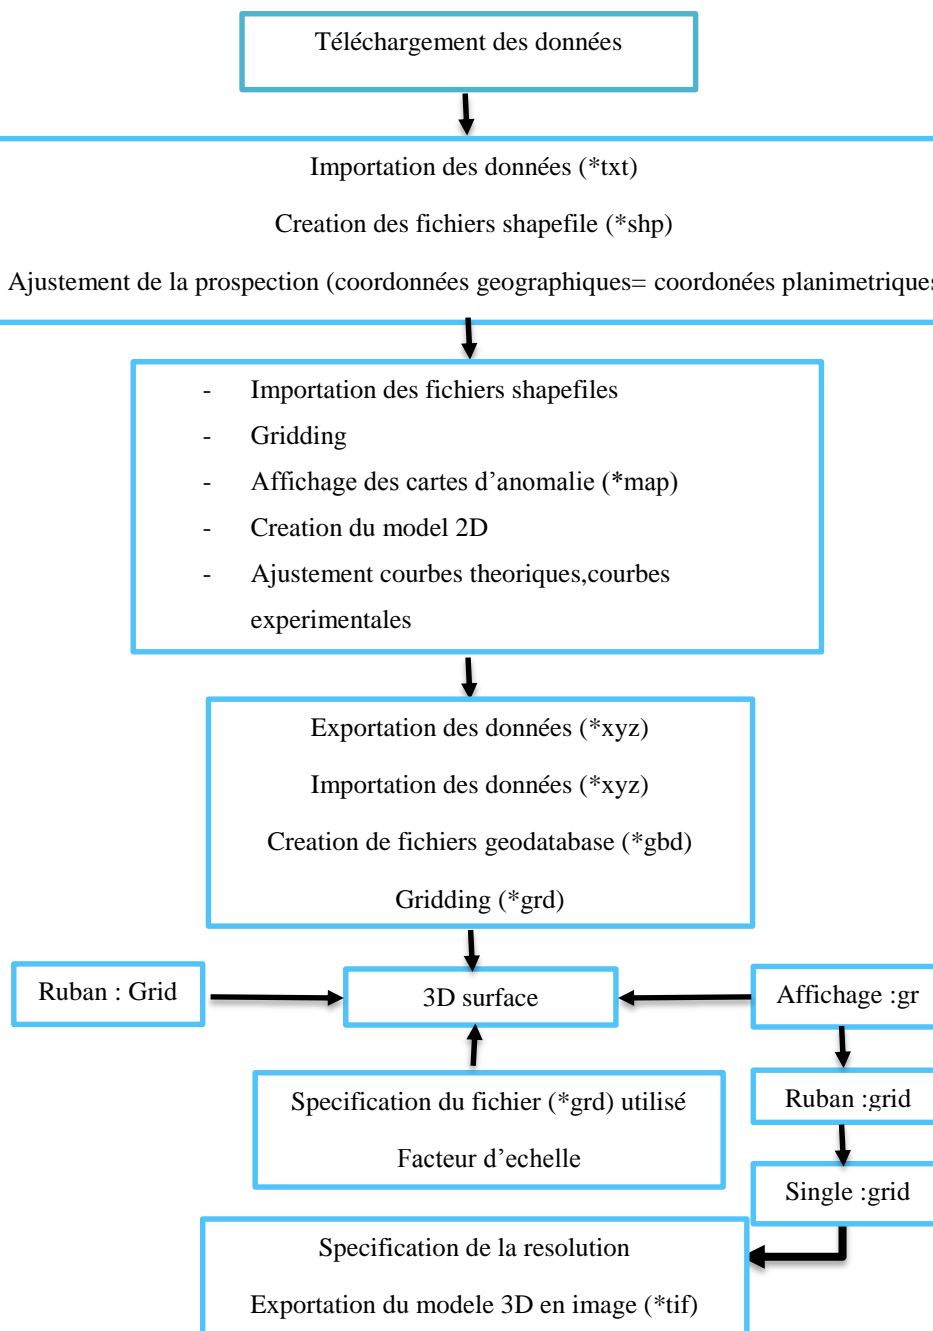 Téléchargement des données
Importation des données (*txt)
Creation des fichiers shapefile (*shp)
Ajustement de la prospection (coordonnées geographiques= coordonées planimetriques
- Importation des fichiers shapefiles
- Gridding
- Affichage des cartes d’anomalie (*map)
- Creation du model 2D
- Ajustement courbes theoriques,courbes
experimentales
Exportation des données (*xyz)
Importation des données (*xyz)
Creation de fichiers geodatabase (*gbd)
Gridding (*grd)
Ruban : Grid
3D surface
Affichage :gr
Specification du fichier (*grd) utilisé
Facteur d’echelle
Ruban :grid
Single :grid
Specification de la resolution
Exportation du modele 3D en image (*tif)